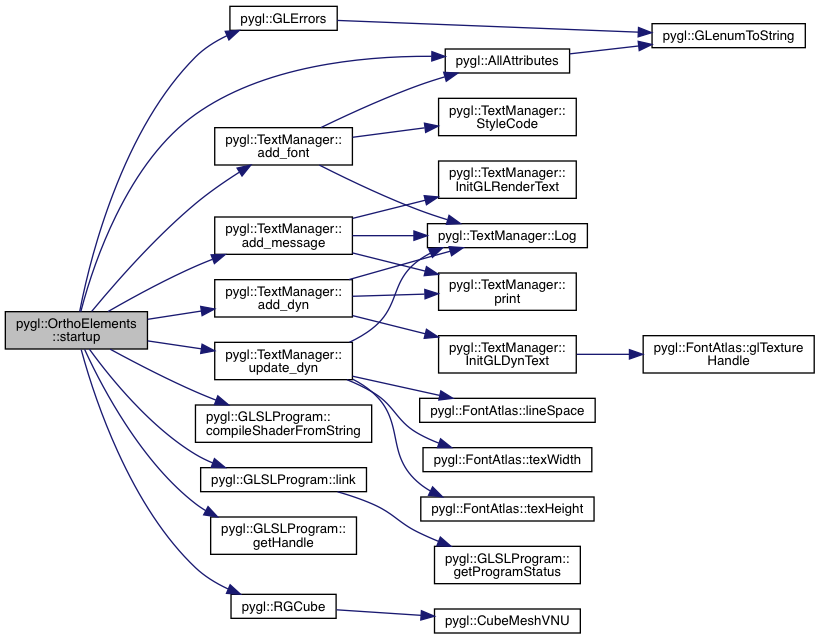 pygl::OrthoElements
::startup
pygl::GLErrors
pygl::GLenumToString
pygl::AllAttributes
pygl::TextManager::
add_font
pygl::TextManager::
StyleCode
pygl::TextManager::
InitGLRenderText
pygl::TextManager::
add_message
pygl::TextManager::Log
pygl::TextManager::
add_dyn
pygl::TextManager::
print
pygl::TextManager::
update_dyn
pygl::TextManager::
InitGLDynText
pygl::FontAtlas::glTexture
Handle
pygl::GLSLProgram::
compileShaderFromString
pygl::FontAtlas::lineSpace
pygl::FontAtlas::texWidth
pygl::GLSLProgram::link
pygl::FontAtlas::texHeight
pygl::GLSLProgram::
getHandle
pygl::GLSLProgram::
getProgramStatus
pygl::RGCube
pygl::CubeMeshVNU